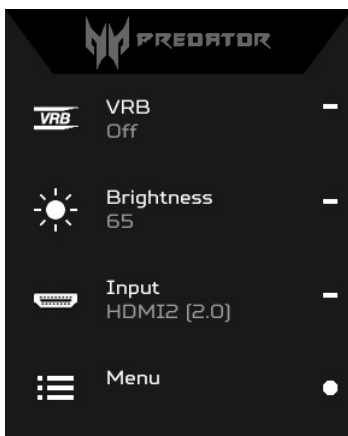 PREDATOR
VRB
VRB
Off
Brightness
65
Input
HDMI2 (2.0)
Menu